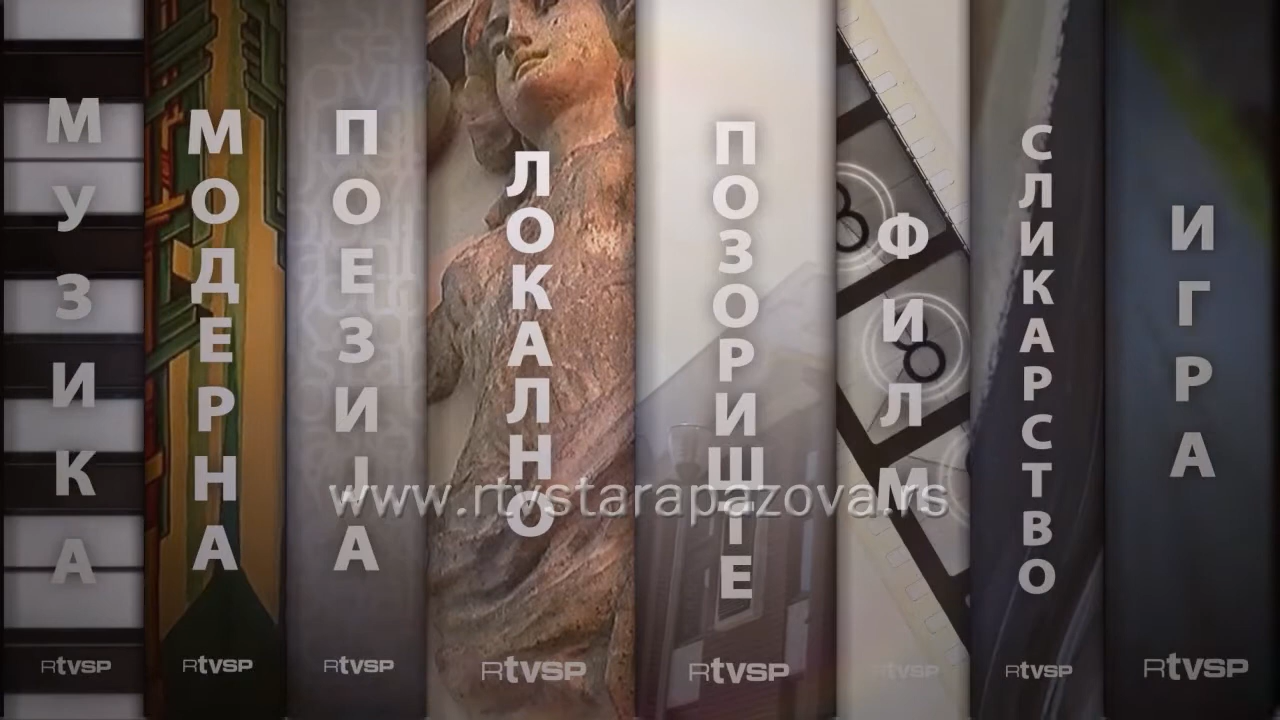 МУЗИКА
МОДЕРНА
ПОЕЗИЈА
ЛОКАЛНО
ПОЗОРИШТЕ
ФИЛМ
СЛИКАРСТВО
ИГРА
www.rtvstarapazova.rs
RTVSP
RTVSP
RTVSP
RTVSP
RTVSP
RTVSP
RTVSP
RTVSP